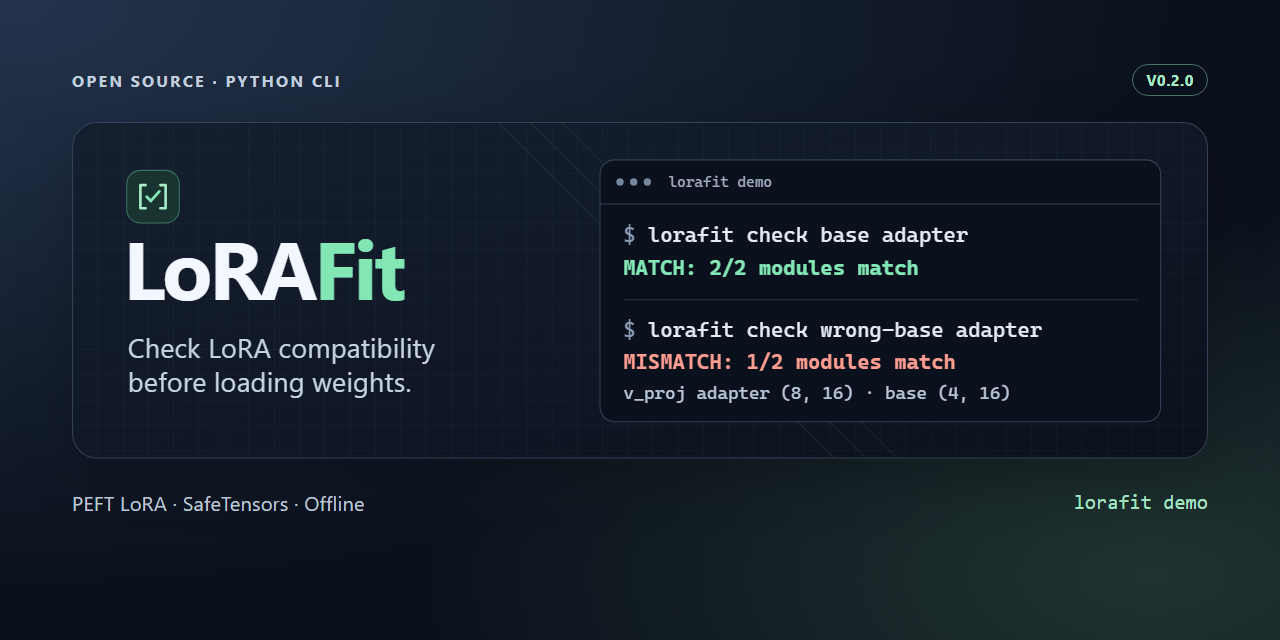 OPEN SOURCE · PYTHON CLI
V0.2.0
LoRAFit
Check LoRA compatibility
before loading weights.
lorafit demo
$ lorafit check base adapter
MATCH: 2/2 modules match
$ lorafit check wrong-base adapter
MISMATCH: 1/2 modules match
v_proj adapter (8, 16) · base (4, 16)
PEFT LoRA · SafeTensors · Offline
lorafit demo